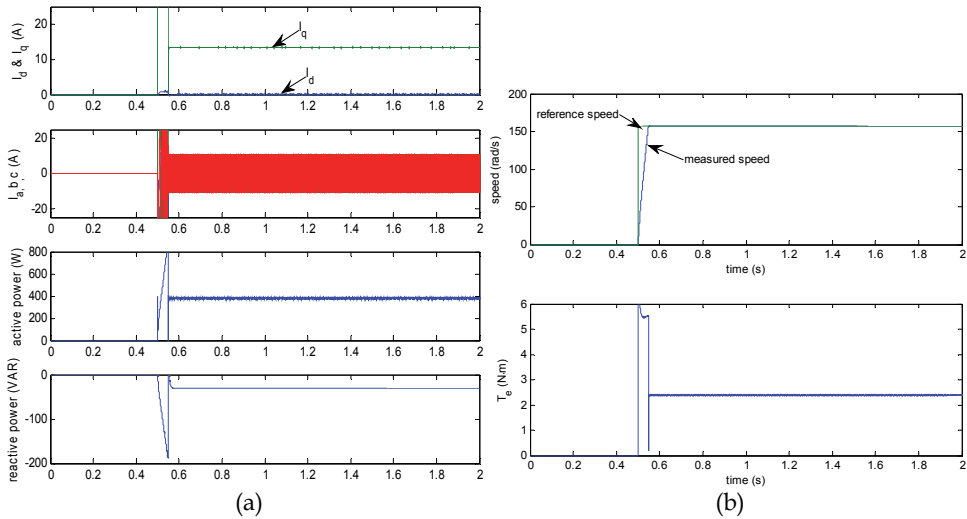 I_d & I_q (A)
25
20
10
0
I_q
I_d
0 0.2 0.4 0.6 0.8 1 1.2 1.4 1.6 1.8 2
I_a,b,c (A)
20
0
-20
0 0.2 0.4 0.6 0.8 1 1.2 1.4 1.6 1.8 2
active power (W)
800
600
400
200
0
0 0.2 0.4 0.6 0.8 1 1.2 1.4 1.6 1.8 2
reactive power (VAR)
0
-100
-200
0 0.2 0.4 0.6 0.8 1 1.2 1.4 1.6 1.8 2
(a)
speed (rad/s)
200
150
100
50
0
reference speed
measured speed
0 0.2 0.4 0.6 0.8 1 1.2 1.4 1.6 1.8 2
time (s)
T_e (N.m)
6
5
4
3
2
1
0
0 0.2 0.4 0.6 0.8 1 1.2 1.4 1.6 1.8 2
time (s)
(b)